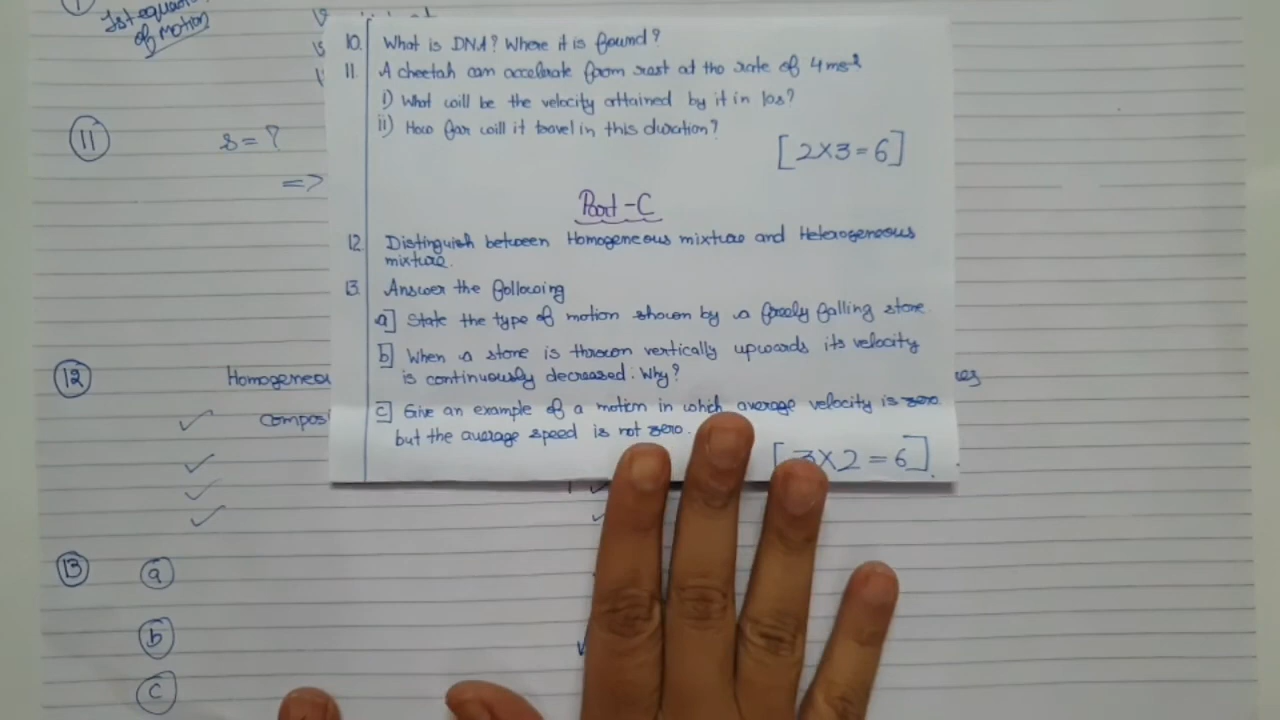 1
1st equation
of motion
10. What is DNA? Where it is found?
11. A cheetah can accelerate from rest at the rate of 4ms-2
i) What will be the velocity attained by it in 10s?
ii) How far will it travel in this duration?
[2×3=6]
11 s = ?
=>
Part-C
12. Distinguish between Homogeneous mixture and Heterogeneous
mixture.
13. Answer the following
a] State the type of motion shown by a freely falling stone.
b] When a stone is thrown vertically upwards its velocity
is continuously decreased. Why?
c] Give an example of a motion in which average velocity is zero
but the average speed is not zero.
[3×2=6].
12 Homogeneou
compos
13 a
b
c